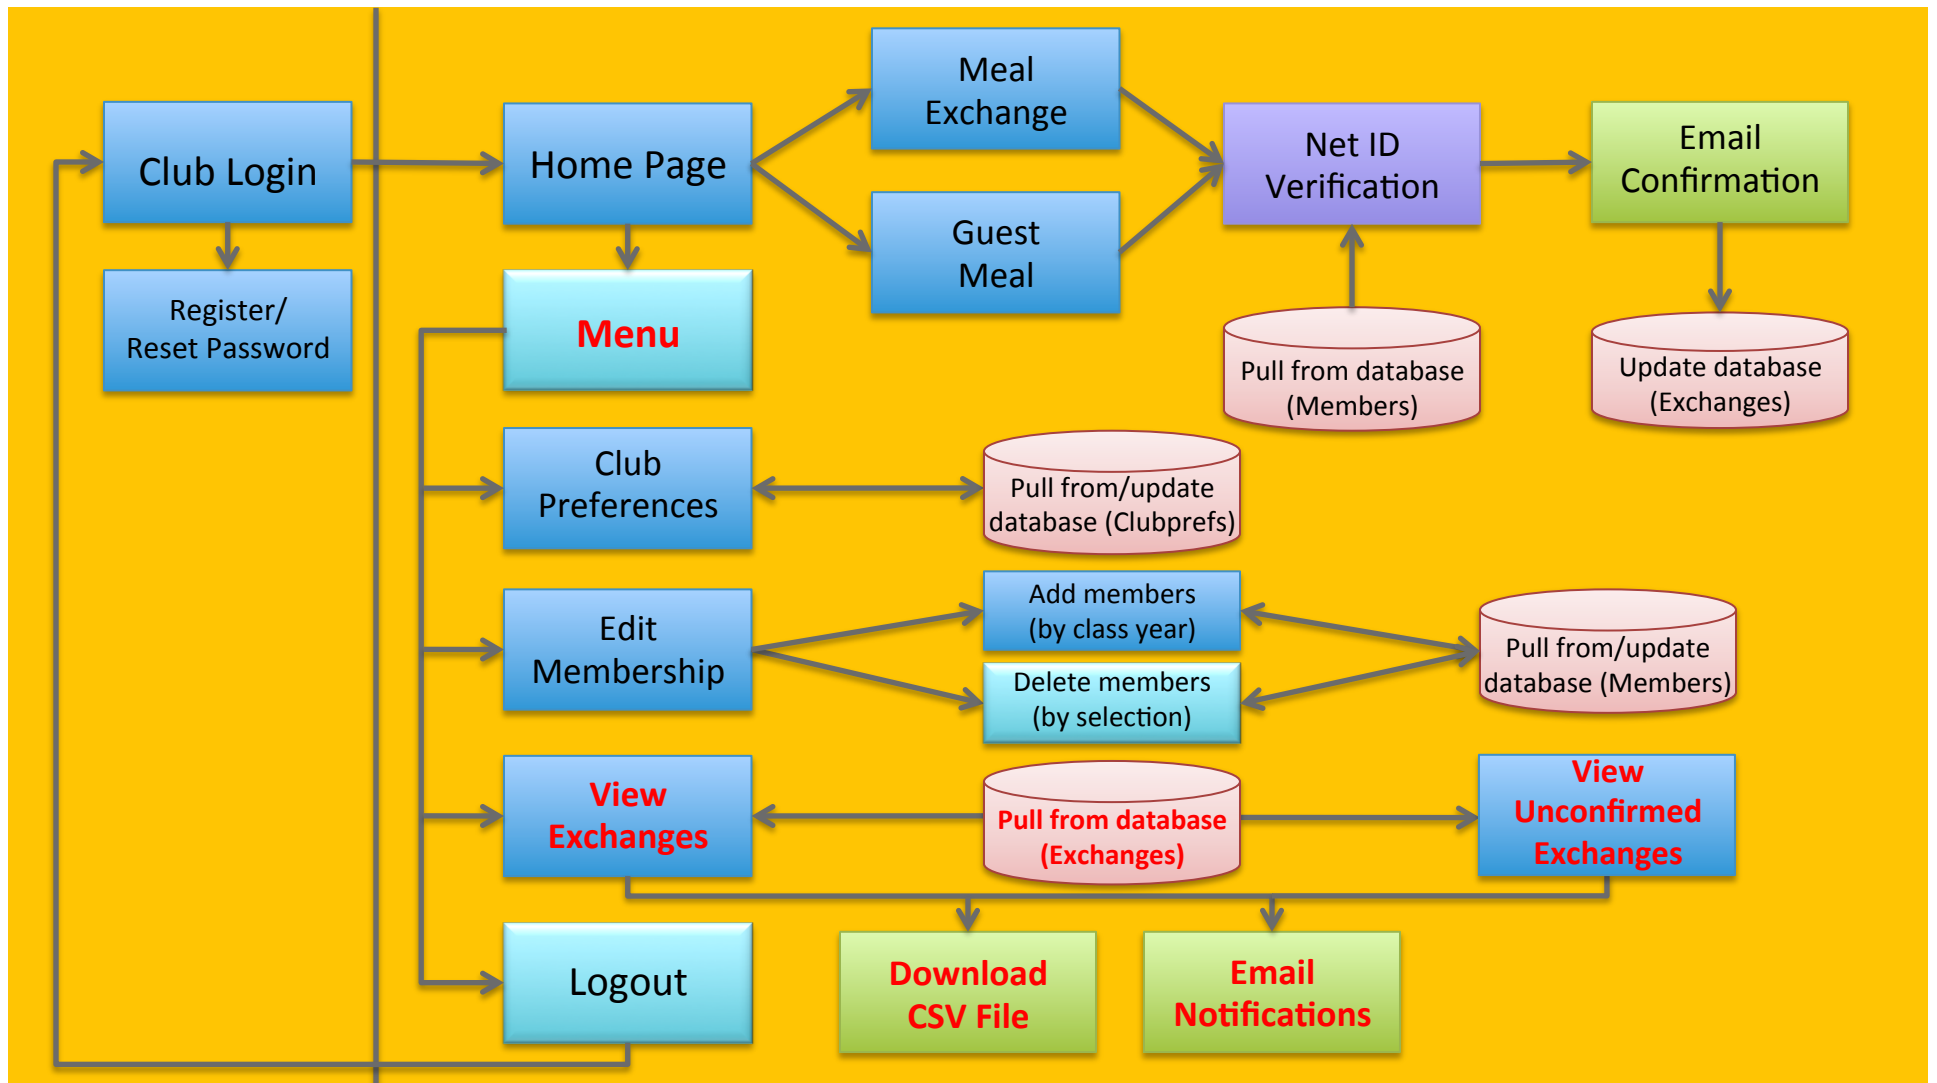 Club Login
Register/
Reset Password
Home Page
Meal
Exchange
Guest
Meal
Net ID
Verification
Email
Confirmation
Menu
Pull from database
(Members)
Update database
(Exchanges)
Club
Preferences
Pull from/update
database (Clubprefs)
Edit
Membership
Add members
(by class year)
Delete members
(by selection)
Pull from/update
database (Members)
View
Exchanges
Pull from database
(Exchanges)
View
Unconfirmed
Exchanges
Logout
Download
CSV File
Email
Notifications